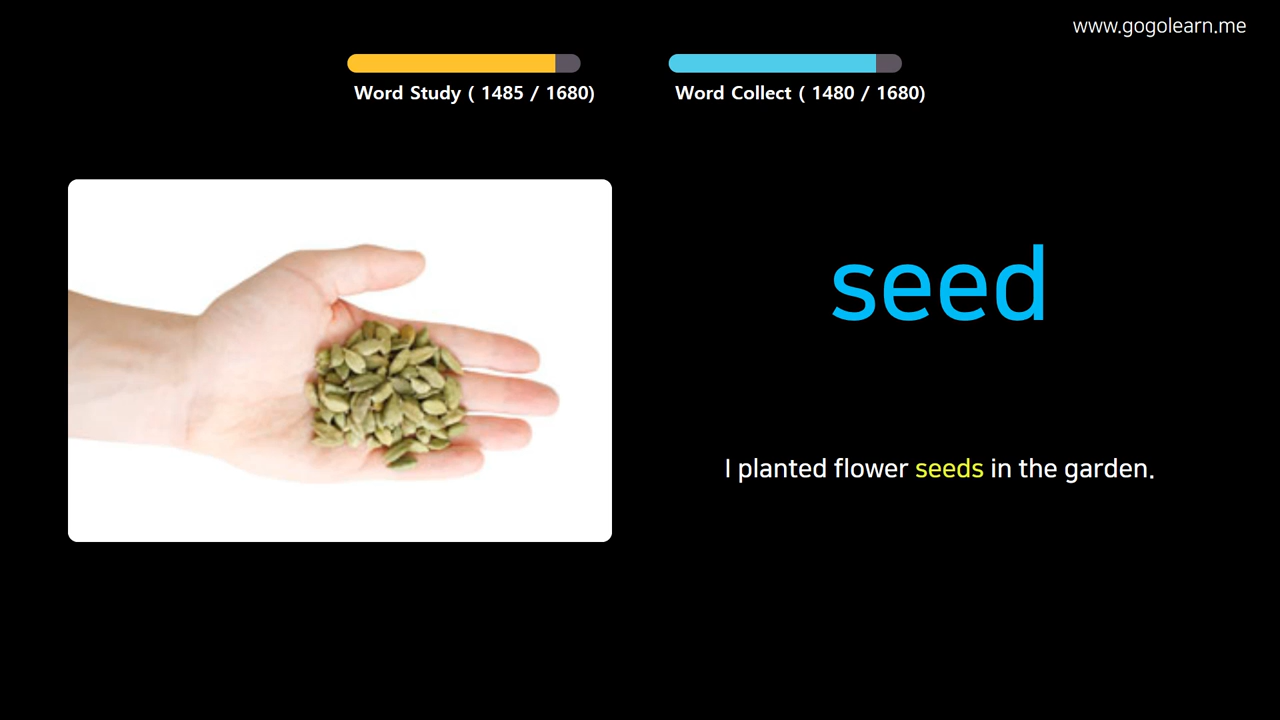 www.gogolearn.me
Word Study ( 1485 / 1680)
Word Collect ( 1480 / 1680)
seed
I planted flower seeds in the garden.